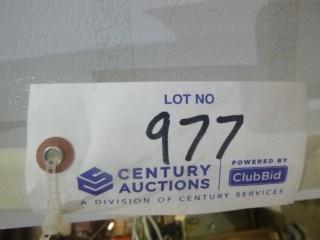 LOT NO
977
CENTURY AUCTIONS
POWERED BY
ClubBid
A DIVISION OF CENTURY SERVICES